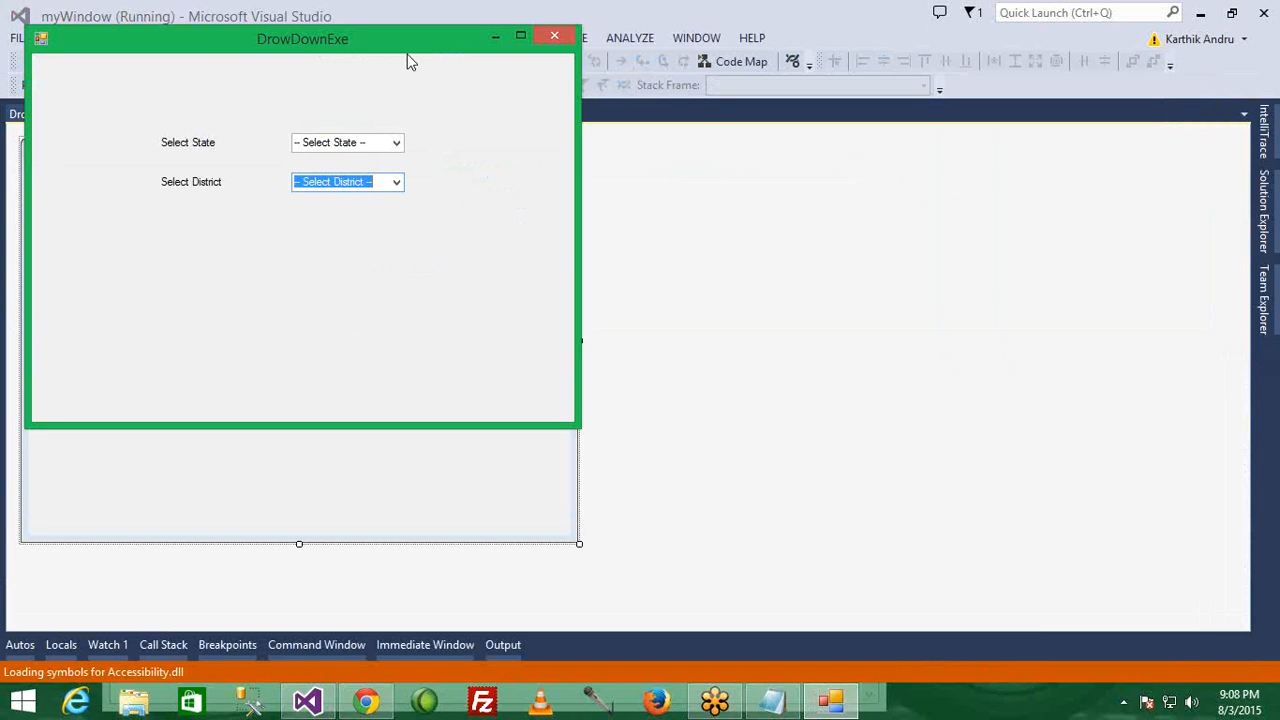 myWindow (Running) - Microsoft Visual Studio
1
Quick Launch (Ctrl+Q)
DrowDownExe
ANALYZE WINDOW HELP
Karthik Andru
Code Map
Stack Frame:
Select State -- Select State --
Select District -- Select District --
IntelliTrace
Solution Explorer
Team Explorer
Autos Locals Watch 1 Call Stack Breakpoints Command Window Immediate Window Output
Loading symbols for Accessibility.dll
9:08 PM
8/3/2015